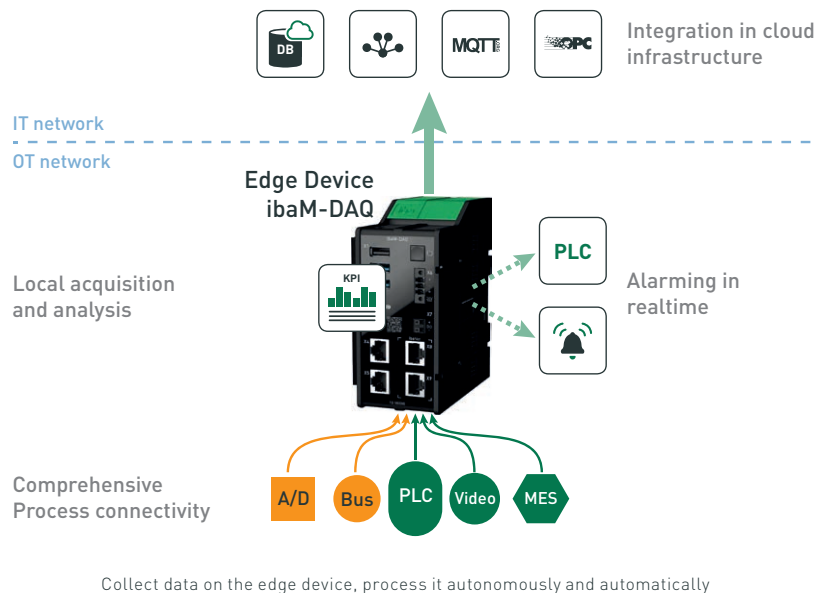 DB
MQTT
OPC
Integration in cloud
infrastructure
IT network
OT network
Edge Device
ibaM-DAQ
KPI
PLC
Local acquisition
and analysis
Alarming in
realtime
A/D
Bus
PLC
Video
MES
Comprehensive
Process connectivity
Collect data on the edge device, process it autonomously and automatically